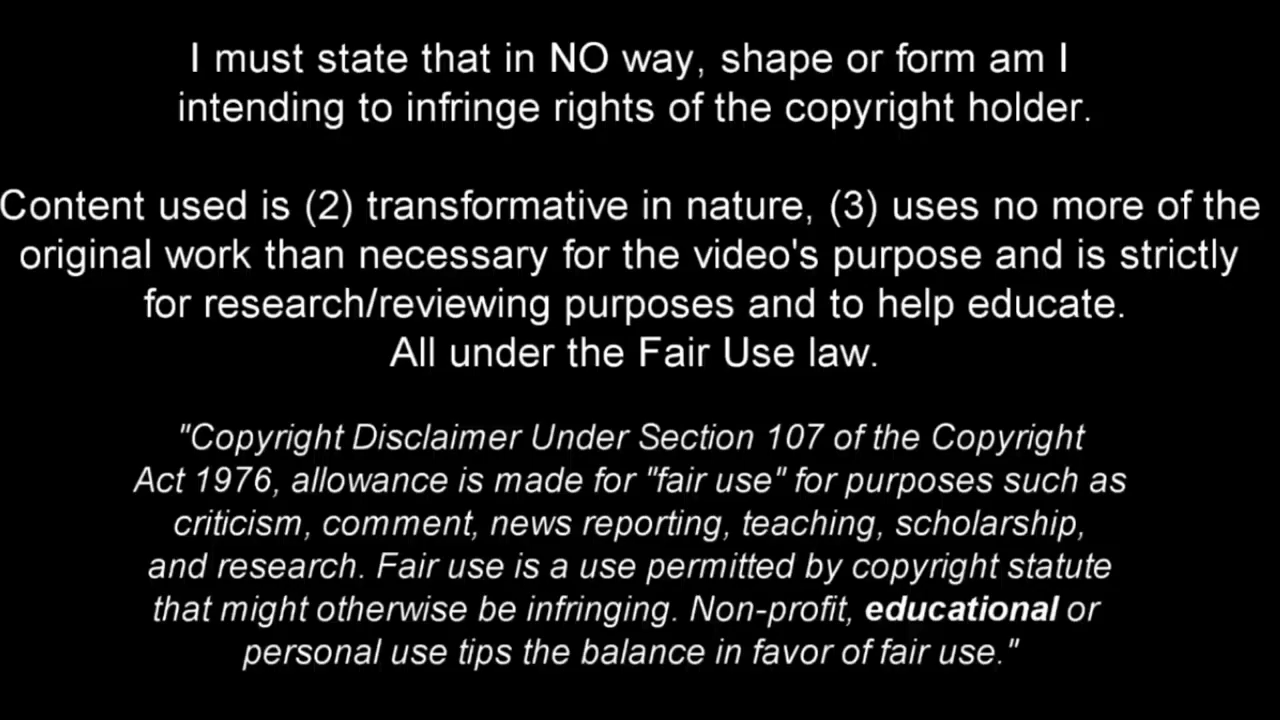 I must state that in NO way, shape or form am I
intending to infringe rights of the copyright holder.
Content used is (2) transformative in nature, (3) uses no more of the
original work than necessary for the video's purpose and is strictly
for research/reviewing purposes and to help educate.
All under the Fair Use law.
"Copyright Disclaimer Under Section 107 of the Copyright
Act 1976, allowance is made for "fair use" for purposes such as
criticism, comment, news reporting, teaching, scholarship,
and research. Fair use is a use permitted by copyright statute
that might otherwise be infringing. Non-profit, educational or
personal use tips the balance in favor of fair use."